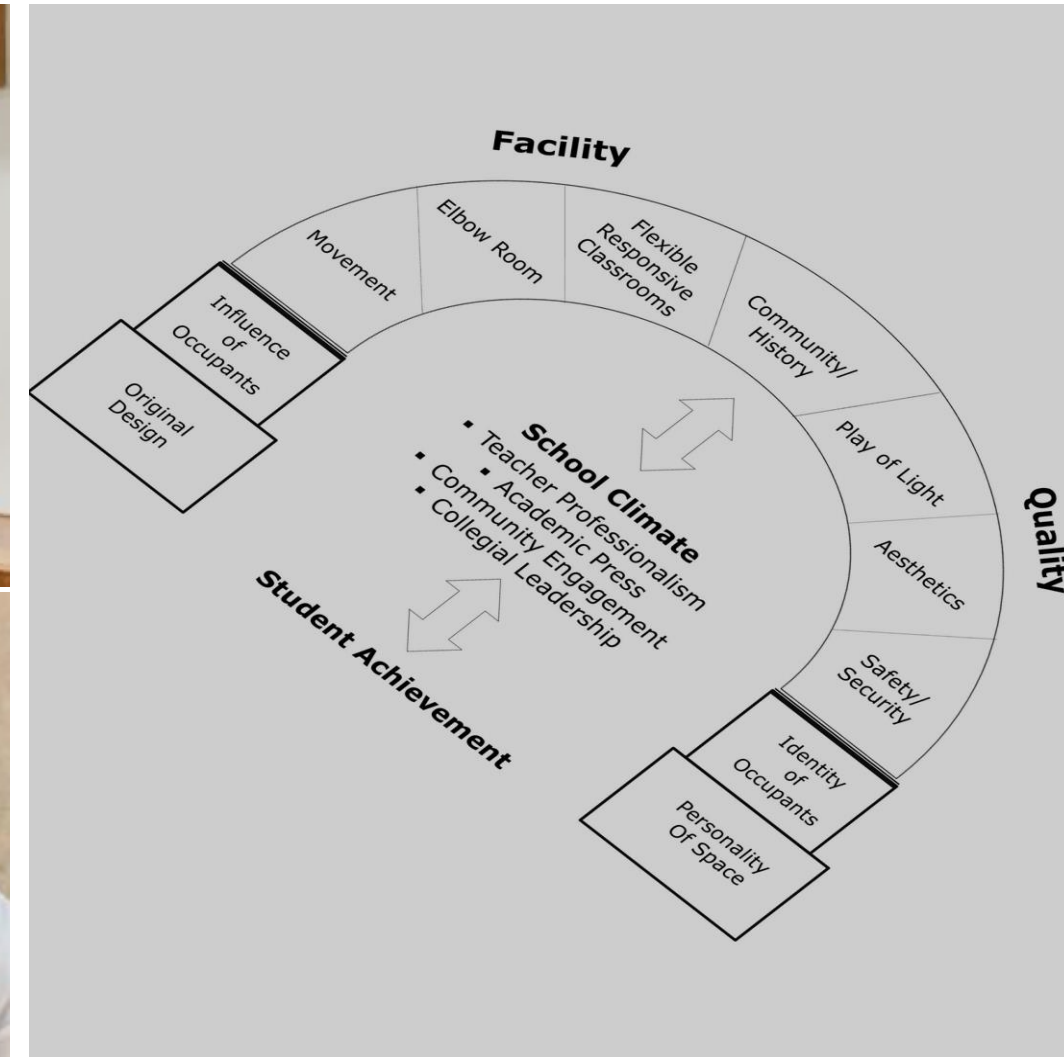 Facility
Quality
Movement
Elbow Room
Flexible
Responsive
Classrooms
Community/
History
Play of Light
Aesthetics
Safety/
Security
Influence
of
Occupants
Original
Design
School Climate
• Teacher Professionalism
• Academic Press
• Community Engagement
• Collegial Leadership
Student Achievement
Identity
of
Occupants
Personality
Of Space